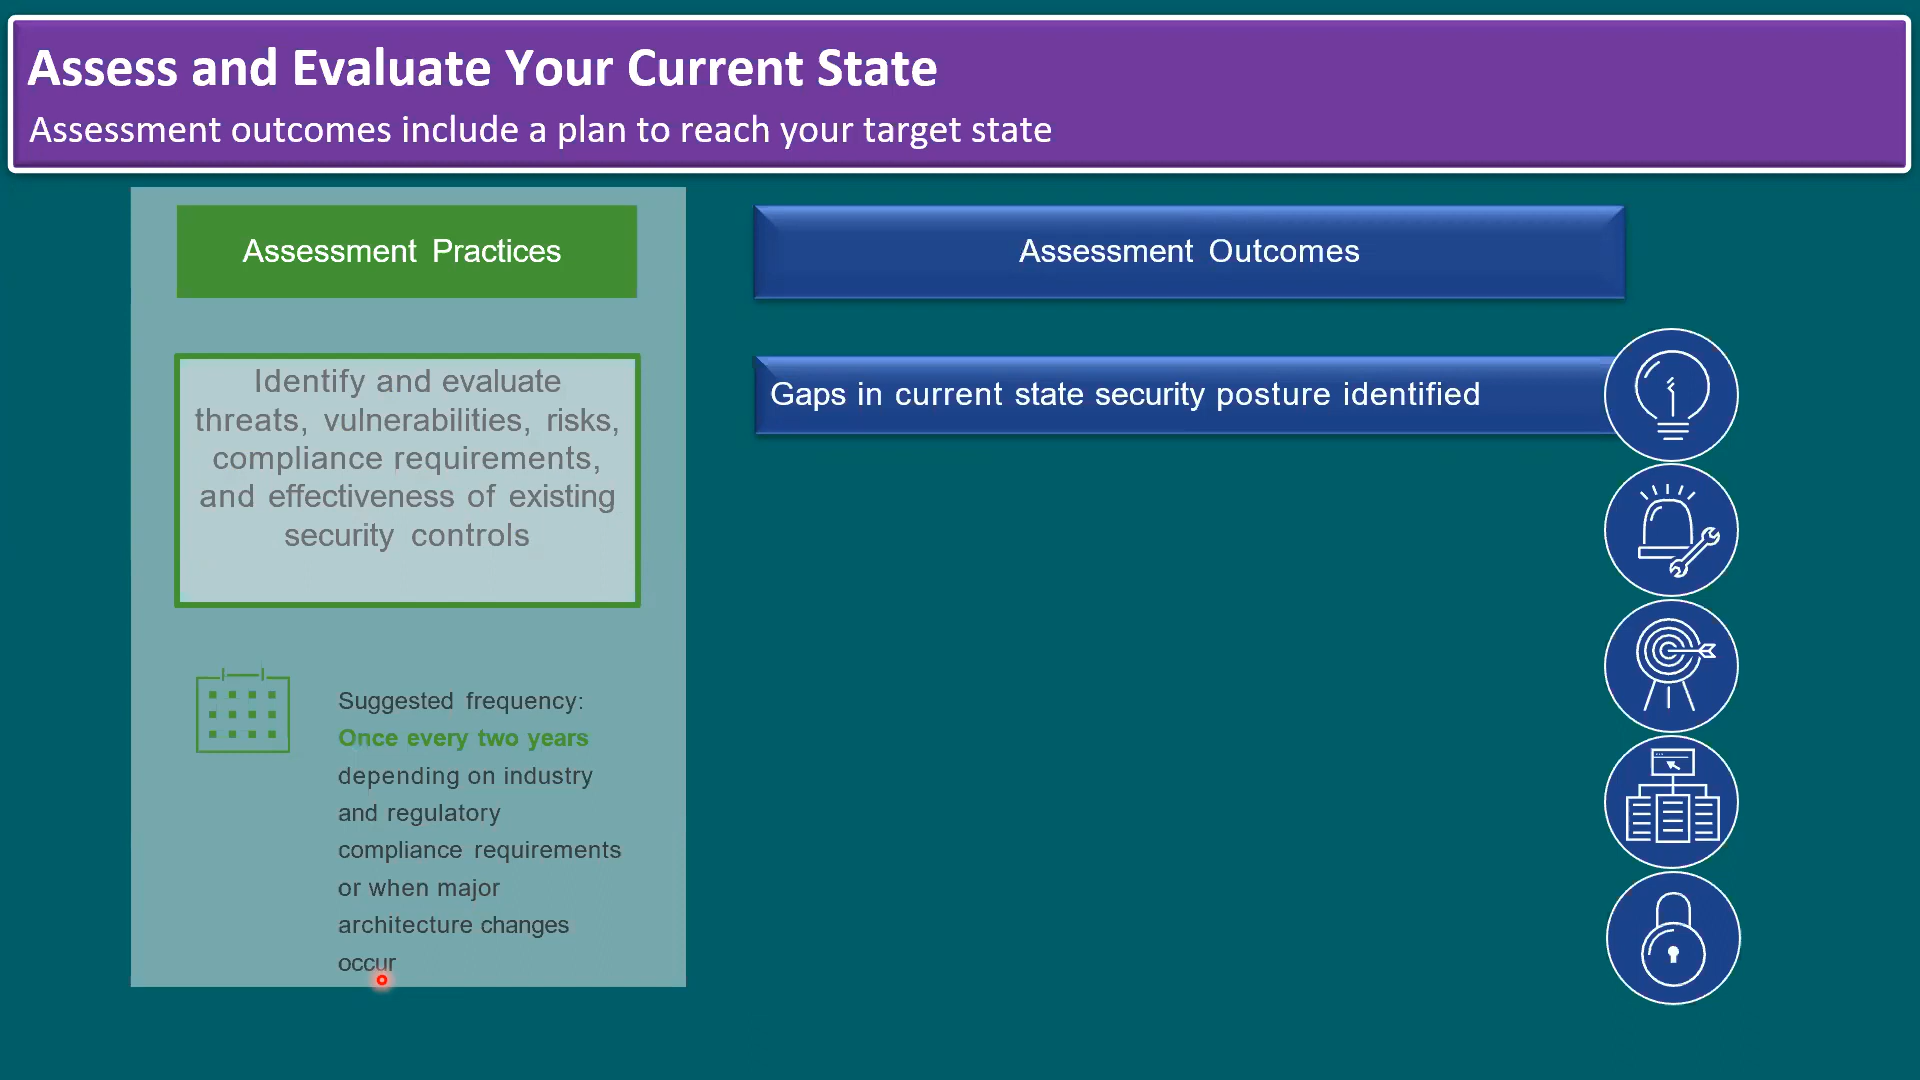 Assess and Evaluate Your Current State
Assessment outcomes include a plan to reach your target state
Assessment Practices
Identify and evaluate
threats, vulnerabilities, risks,
compliance requirements,
and effectiveness of existing
security controls
Suggested frequency:
Once every two years
depending on industry
and regulatory
compliance requirements
or when major
architecture changes
occur
Assessment Outcomes
Gaps in current state security posture identified